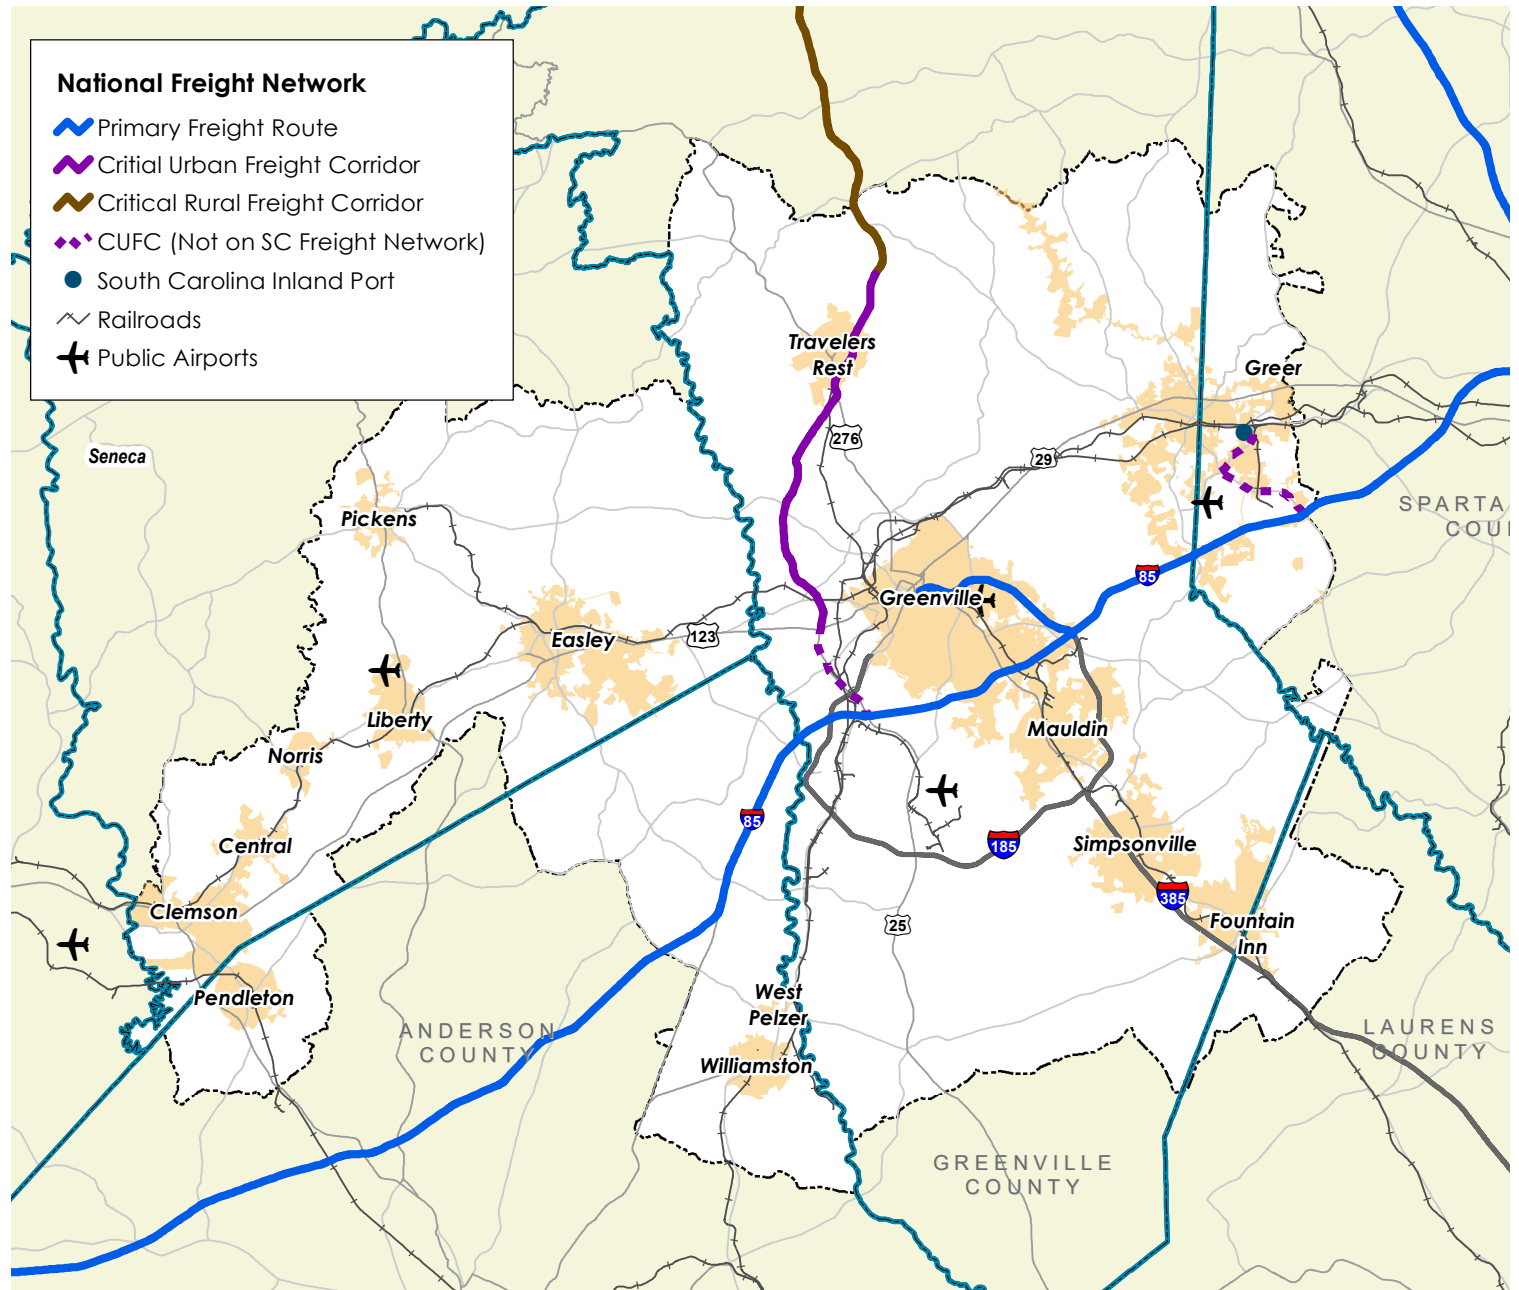 National Freight Network
Primary Freight Route
Critial Urban Freight Corridor
Critical Rural Freight Corridor
CUFC (Not on SC Freight Network)
South Carolina Inland Port
Railroads
Public Airports
Travelers
Rest
Greer
276
29
Seneca
Pickens
SPARTA
COU
85
Greenville
Easley
123
Liberty
Mauldin
Norris
85
185
Simpsonville
Central
385
Clemson
25
Fountain
Inn
Pendleton
West
Pelzer
ANDERSON
COUNTY
LAURENS
COUNTY
Williamston
GREENVILLE
COUNTY